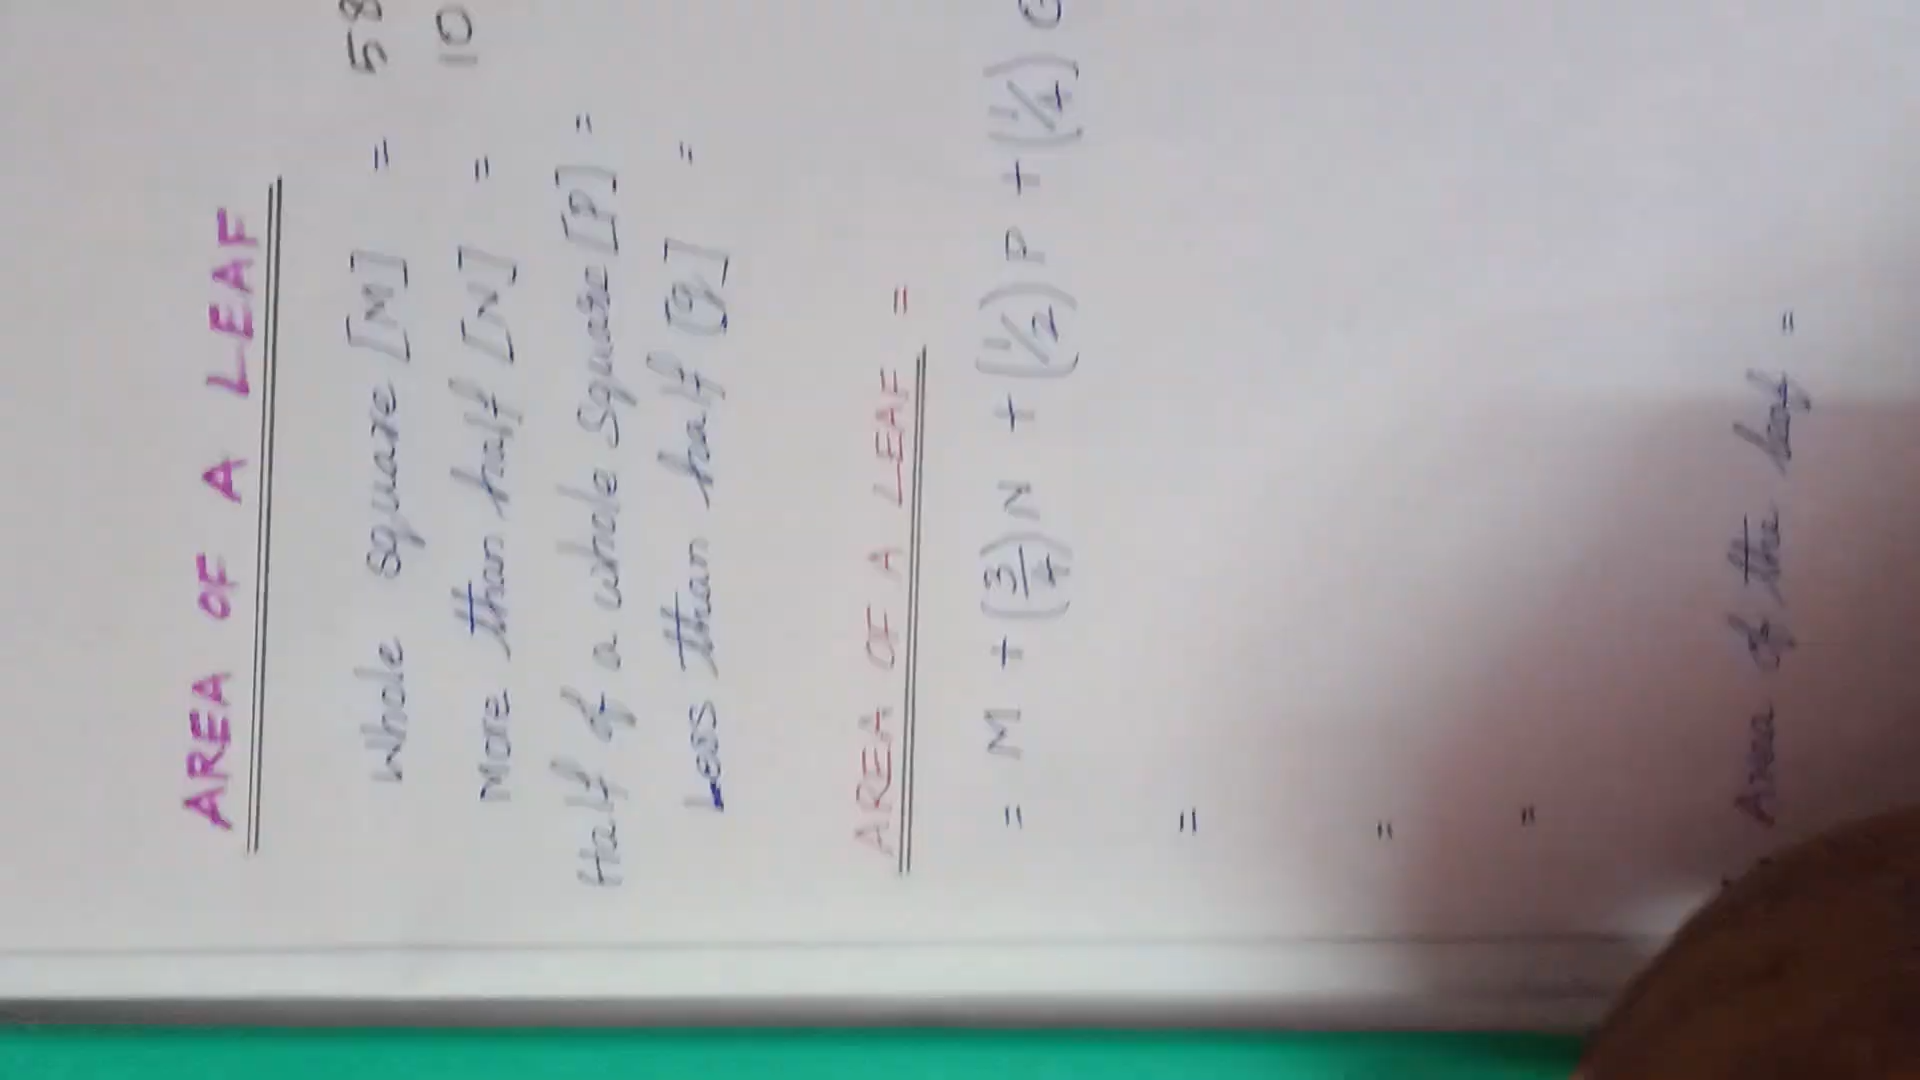 AREA OF A LEAF
Whole square [M] = 58
More than half [N] = 10
Half of a whole Square [P] =
Less than half [q] =
AREA OF A LEAF =
= M + (3/4)N + (1/2)P + (1/4)
=
=
=
Area of the leaf =